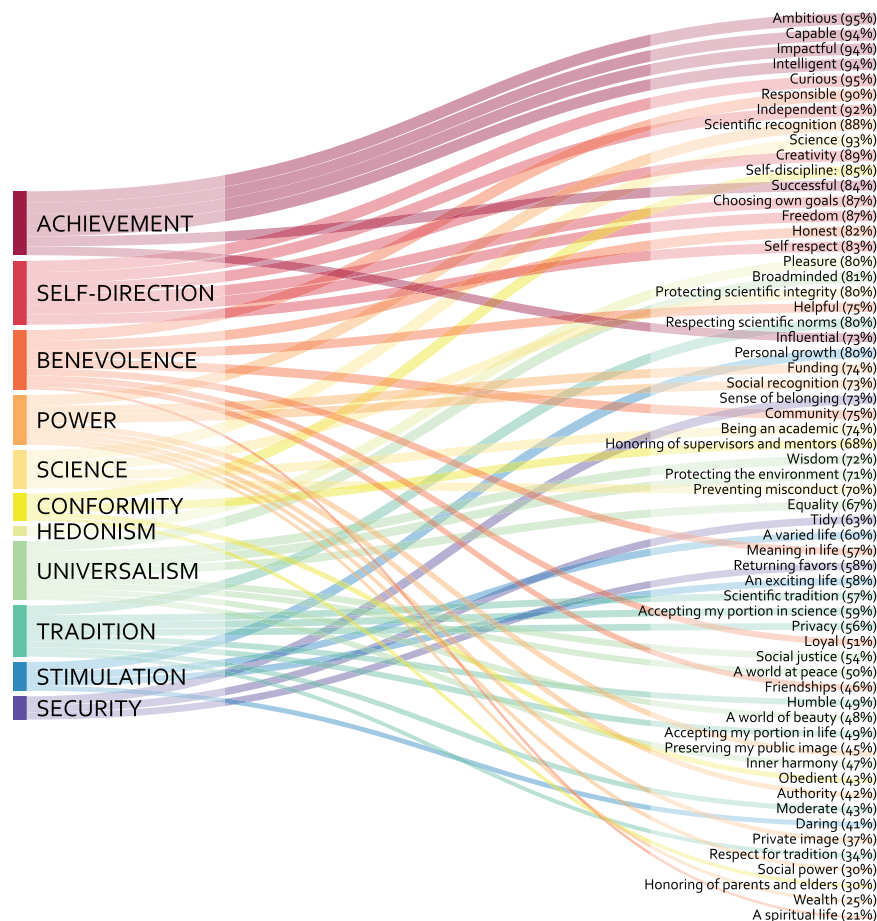 ACHIEVEMENT
SELF-DIRECTION
BENEVOLENCE
POWER
SCIENCE
CONFORMITY
HEDONISM
UNIVERSALISM
TRADITION
STIMULATION
SECURITY
Ambitious (95%)
Capable (94%)
Impactful (94%)
Intelligent (94%)
Curious (95%)
Responsible (90%)
Independent (92%)
Scientific recognition (88%)
Science (93%)
Creativity (89%)
Self-discipline: (85%)
Successful (84%)
Choosing own goals (87%)
Freedom (87%)
Honest (82%)
Self respect (83%)
Pleasure (80%)
Broadminded (81%)
Protecting scientific integrity (80%)
Helpful (75%)
Respecting scientific norms (80%)
Influential (73%)
Personal growth (80%)
Funding (74%)
Social recognition (73%)
Sense of belonging (73%)
Community (75%)
Being an academic (74%)
Honoring of supervisors and mentors (68%)
Wisdom (72%)
Protecting the environment (71%)
Preventing misconduct (70%)
Equality (67%)
Tidy (63%)
A varied life (60%)
Meaning in life (57%)
Returning favors (58%)
An exciting life (58%)
Scientific tradition (57%)
Accepting my portion in science (59%)
Privacy (56%)
Loyal (51%)
Social justice (54%)
A world at peace (50%)
Friendships (46%)
Humble (49%)
A world of beauty (48%)
Accepting my portion in life (49%)
Preserving my public image (45%)
Inner harmony (47%)
Obedient (43%)
Authority (42%)
Moderate (43%)
Daring (41%)
Private image (37%)
Respect for tradition (34%)
Social power (30%)
Honoring of parents and elders (30%)
Wealth (25%)
A spiritual life (21%)